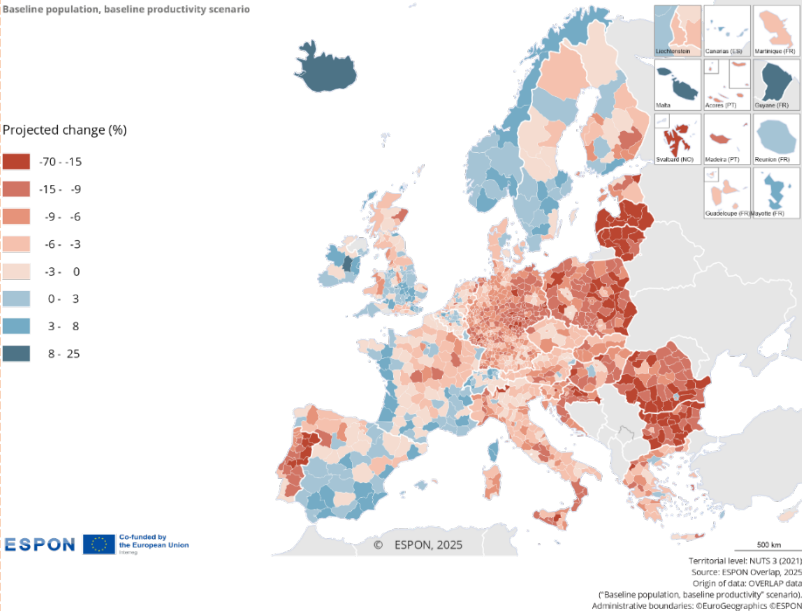 Baseline population, baseline productivity scenario
Projected change (%)
-70 - -15
-15 - -9
-9 - -6
-6 - -3
-3 - 0
0 - 3
3 - 8
8 - 25
Liechtenstein
Canarias (ES)
Martinique (FR)
Malta
Acores (PT)
Guyane (FR)
Svalbard (NO)
Madeira (PT)
Reunion (FR)
Guadeloupe (FR)
Mayotte (FR)
ESPON
Co-funded by
the European Union
Interreg
© ESPON, 2025
500 km
Territorial level: NUTS 3 (2021)
Source: ESPON Overlap, 2025
Origin of data: OVERLAP data
("Baseline population, baseline productivity" scenario).
Administrative boundaries: ©EuroGeographics ©ESPON